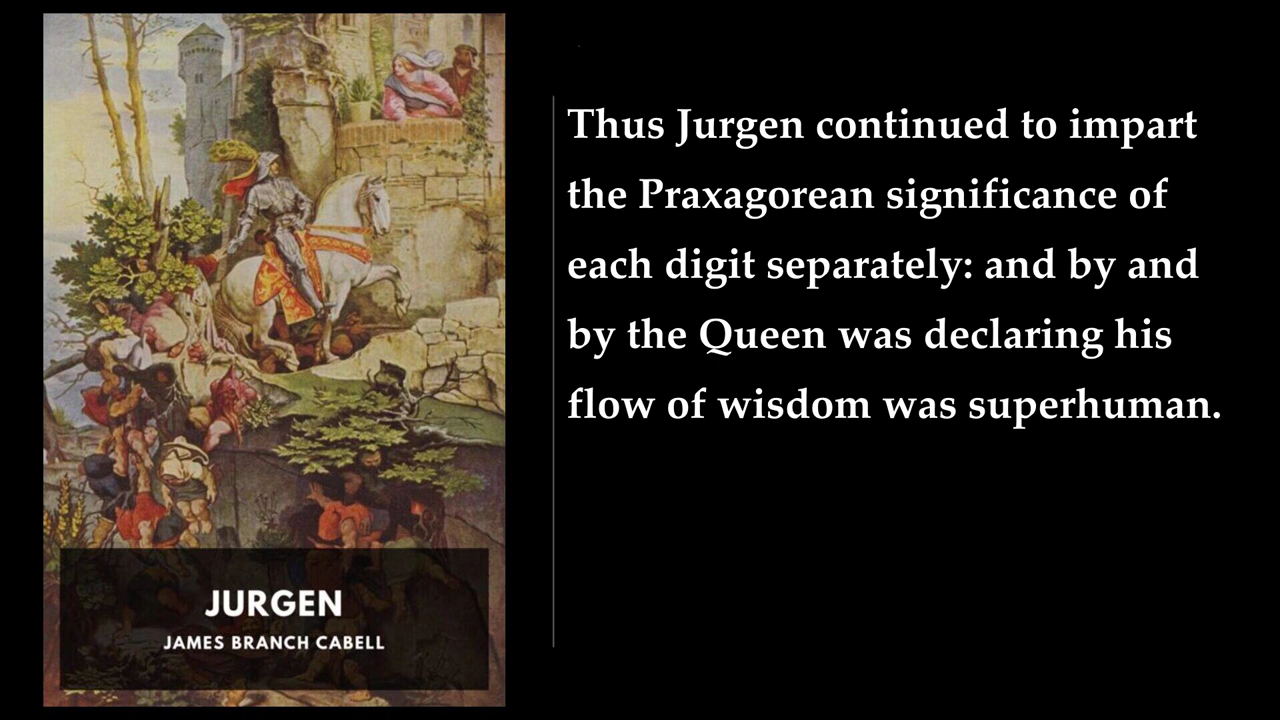 JURGEN
JAMES BRANCH CABELL
Thus Jurgen continued to impart
the Praxagorean significance of
each digit separately: and by and
by the Queen was declaring his
flow of wisdom was superhuman.